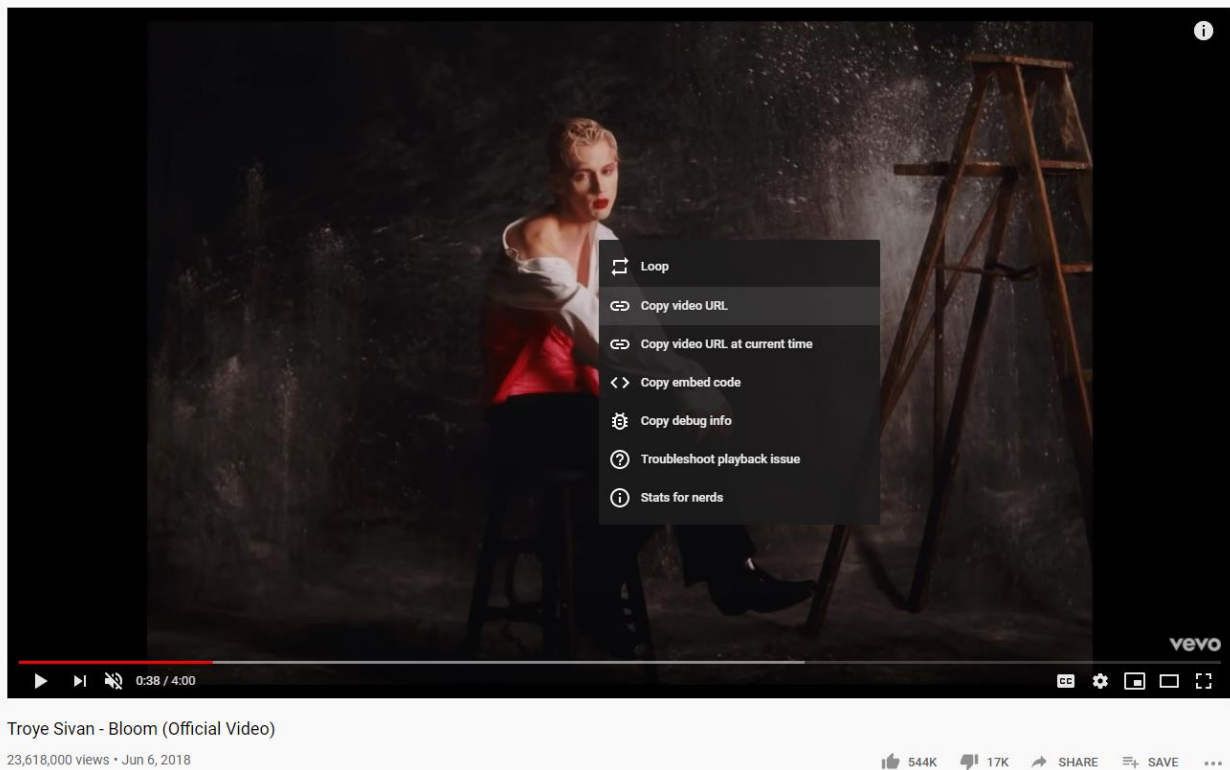 Loop
Copy video URL
Copy video URL at current time
Copy embed code
Copy debug info
Troubleshoot playback issue
Stats for nerds
vevo
0:38 / 4:00
CC
Troye Sivan - Bloom (Official Video)
23,618,000 views • Jun 6, 2018
544K 17K SHARE SAVE